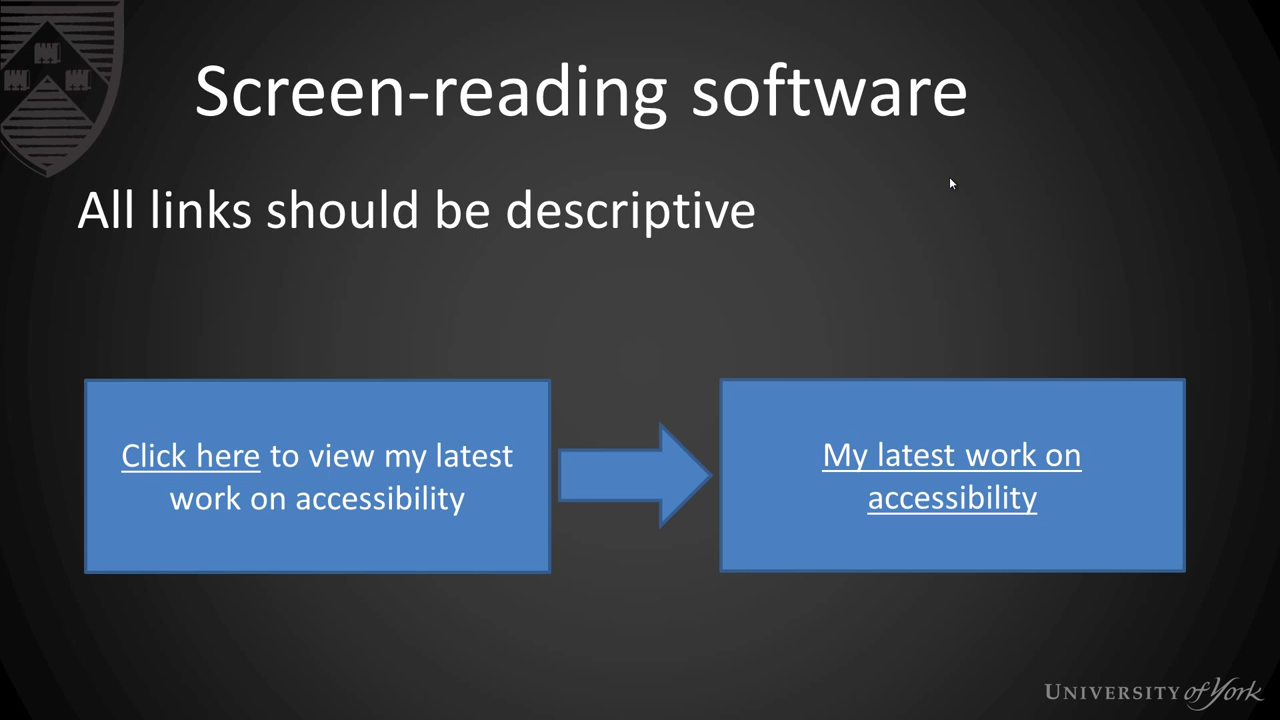 Screen-reading software
All links should be descriptive
Click here to view my latest
work on accessibility
My latest work on
accessibility
UNIVERSITY of York